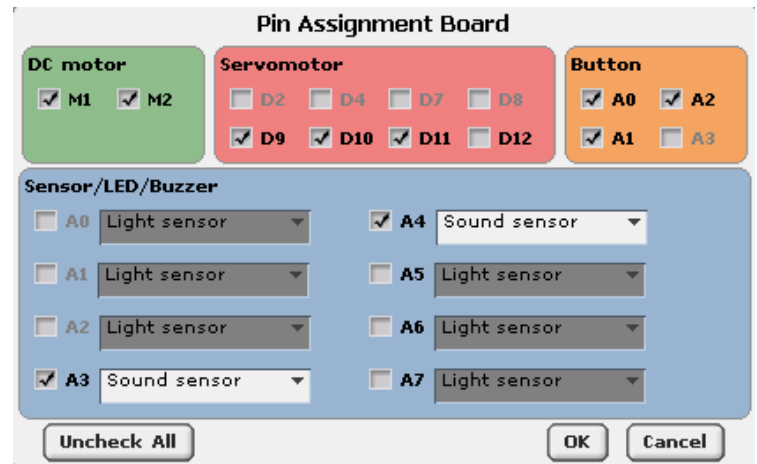 Pin Assignment Board
DC motor
M1 M2
Servomotor
D2 D4 D7 D8
D9 D10 D11 D12
Button
A0 A2
A1 A3
Sensor/LED/Buzzer
A0 Light sensor
A4 Sound sensor
A1 Light sensor
A5 Light sensor
A2 Light sensor
A6 Light sensor
A3 Sound sensor
A7 Light sensor
Uncheck All OK Cancel